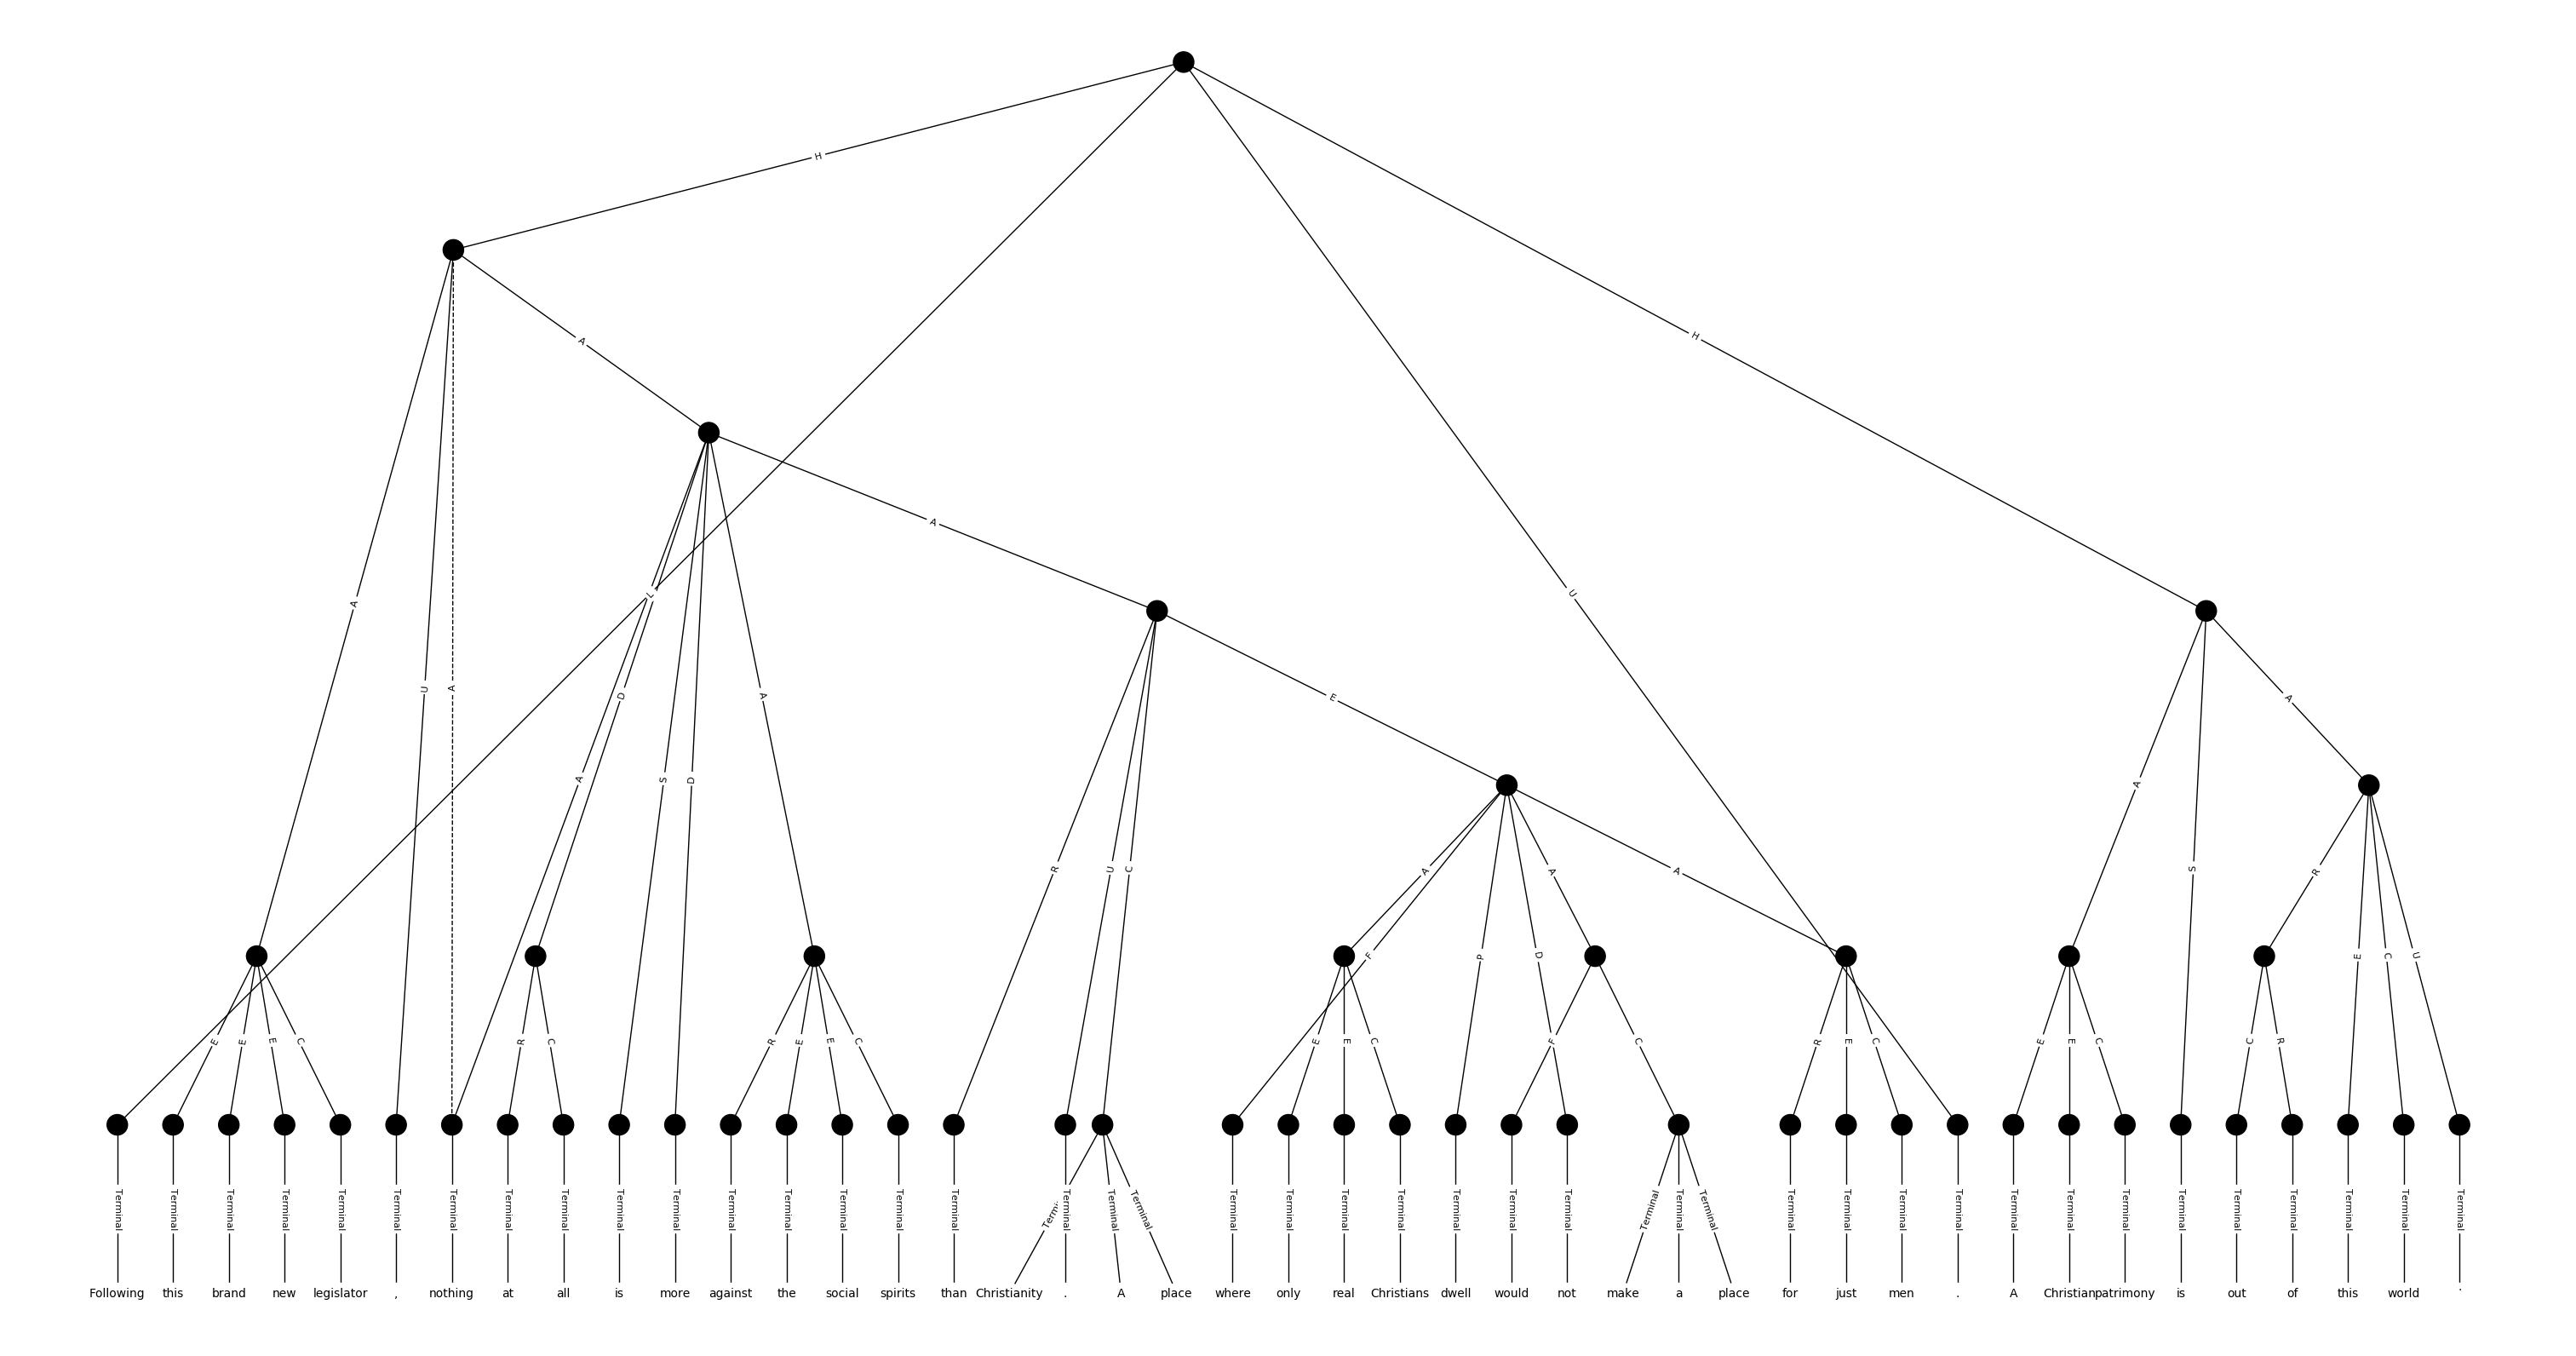 H
H
A
L
U
A
A
U
A
A
D
S
D
A
E
A
S
A
R
U
C
A
F
P
D
A
A
R
E
C
U
E
E
E
C
R
C
R
E
E
C
E
E
C
F
C
R
E
C
E
E
C
C
R
Terminal Terminal Terminal Terminal Terminal Terminal Terminal Terminal Terminal Terminal Terminal Terminal Terminal Terminal Terminal Terminal Terminal Terminal Terminal Terminal Terminal Terminal Terminal Terminal Terminal Terminal Terminal Terminal Terminal Terminal Terminal Terminal Terminal Terminal Terminal Terminal Terminal Terminal Terminal Terminal Terminal Terminal
Following this brand new legislator , nothing at all is more against the social spirits than Christianity . A place where only real Christians dwell would not make a place for just men . A Christian patrimony is out of this world .